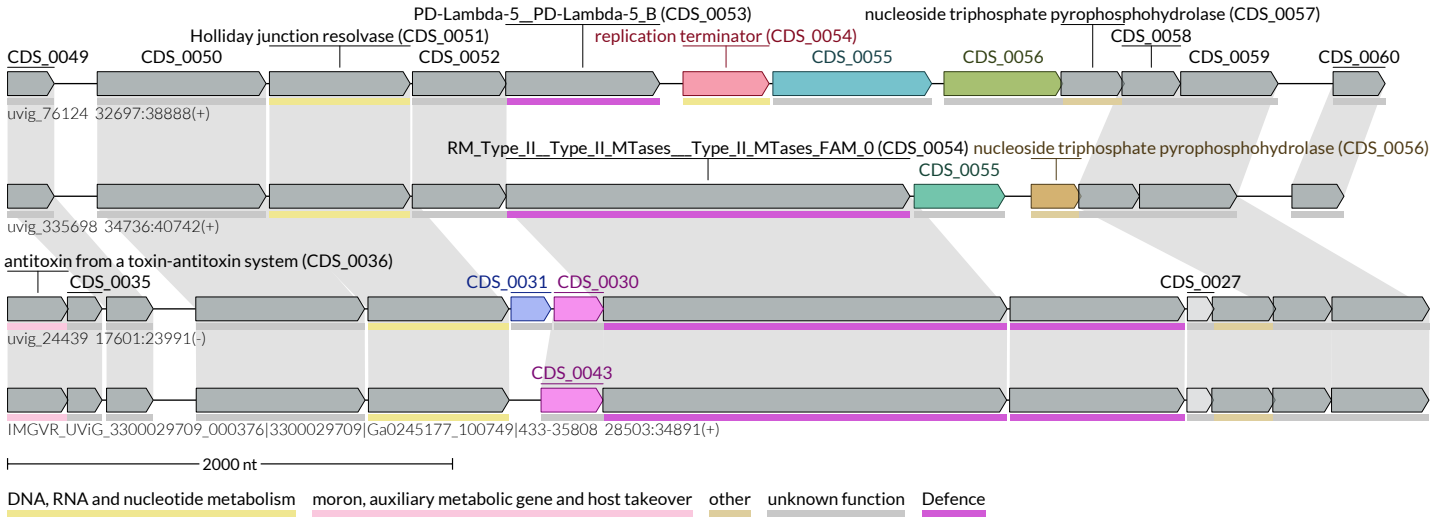 PD-Lambda-5__PD-Lambda-5_B (CDS_0053) nucleoside triphosphate pyrophosphohydrolase (CDS_0057)
Holliday junction resolvase (CDS_0051) replication terminator (CDS_0054) CDS_0058
CDS_0049 CDS_0050 CDS_0052 CDS_0055 CDS_0056 CDS_0059 CDS_0060
uvig_76124 32697:38888(+)
RM_Type_II__Type_II_MTases___Type_II_MTases_FAM_0 (CDS_0054) nucleoside triphosphate pyrophosphohydrolase (CDS_0056)
CDS_0055
uvig_335698 34736:40742(+)
antitoxin from a toxin-antitoxin system (CDS_0036)
CDS_0035 CDS_0031 CDS_0030 CDS_0027
uvig_24439 17601:23991(-)
CDS_0043
IMGVR_UViG_3300029709_000376|3300029709|Ga0245177_100749|433-35808 28503:34891(+)
2000 nt
DNA, RNA and nucleotide metabolism moron, auxiliary metabolic gene and host takeover other unknown function Defence